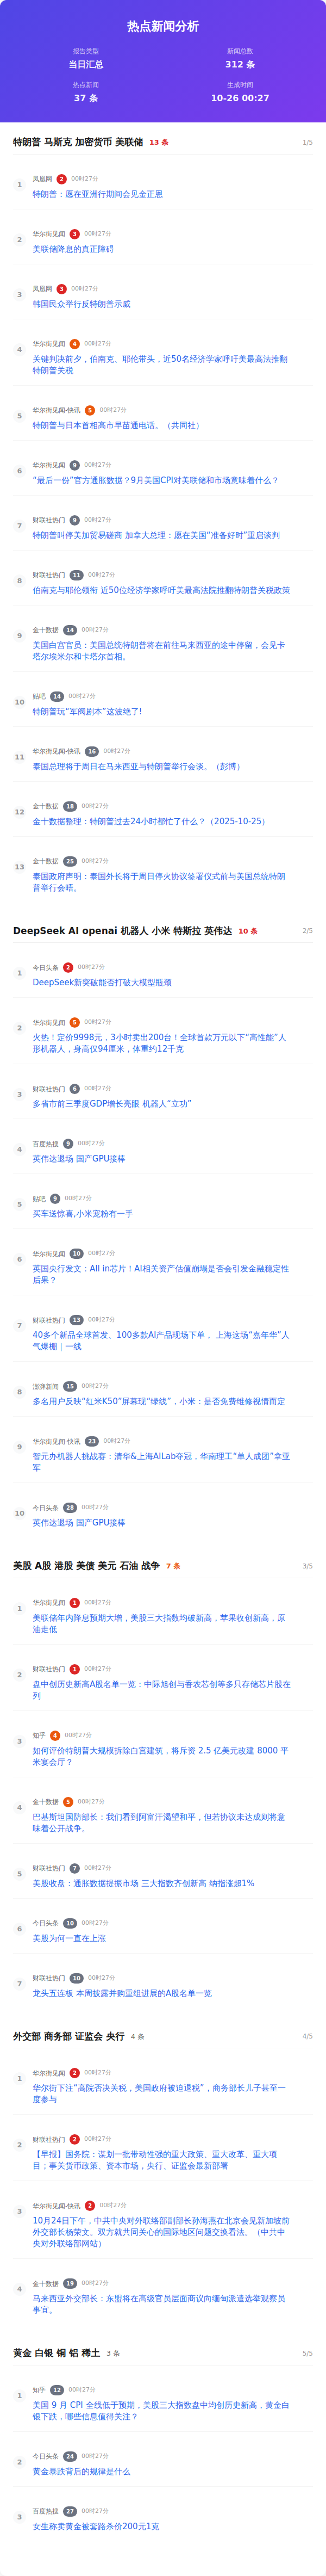 热点新闻分析
报告类型
新闻总数
当日汇总
312 条
热点新闻
生成时间
37 条
10-26 00:27
特朗普 马斯克 加密货币 美联储 13 条 1/5
1
凤凰网 2 00时27分
特朗普：愿在亚洲行期间会见金正恩
2
华尔街见闻 3 00时27分
美联储降息的真正障碍
3
凤凰网 3 00时27分
韩国民众举行反特朗普示威
4
华尔街见闻 4 00时27分
关键判决前夕，伯南克、耶伦带头，近50名经济学家呼吁美最高法推翻
特朗普关税
5
华尔街见闻-快讯 5 00时27分
特朗普与日本首相高市早苗通电话。（共同社）
6
华尔街见闻 9 00时27分
“最后一份”官方通胀数据？9月美国CPI对美联储和市场意味着什么？
7
财联社热门 9 00时27分
特朗普叫停美加贸易磋商 加拿大总理：愿在美国“准备好时”重启谈判
8
财联社热门 11 00时27分
伯南克与耶伦领衔 近50位经济学家呼吁美最高法院推翻特朗普关税政策
9
金十数据 14 00时27分
美国白宫官员：美国总统特朗普将在前往马来西亚的途中停留，会见卡
塔尔埃米尔和卡塔尔首相。
10
贴吧 14 00时27分
特朗普玩“军阀剧本”这波绝了!
11
华尔街见闻-快讯 16 00时27分
泰国总理将于周日在马来西亚与特朗普举行会谈。（彭博）
12
金十数据 18 00时27分
金十数据整理：特朗普过去24小时都忙了什么？（2025-10-25）
13
金十数据 25 00时27分
泰国政府声明：泰国外长将于周日停火协议签署仪式前与美国总统特朗
普举行会晤。
DeepSeek AI openai 机器人 小米 特斯拉 英伟达 10 条 2/5
1
今日头条 2 00时27分
DeepSeek新突破能否打破大模型瓶颈
2
华尔街见闻 5 00时27分
火热！定价9998元，3小时卖出200台！全球首款万元以下“高性能”人
形机器人，身高仅94厘米，体重约12千克
3
财联社热门 6 00时27分
多省市前三季度GDP增长亮眼 机器人“立功”
4
百度热搜 9 00时27分
英伟达退场 国产GPU接棒
5
贴吧 9 00时27分
买车送惊喜,小米宠粉有一手
6
华尔街见闻 10 00时27分
英国央行发文：All in芯片！AI相关资产估值崩塌是否会引发金融稳定性
后果？
7
财联社热门 13 00时27分
40多个新品全球首发、100多款AI产品现场下单 ，上海这场“嘉年华”人
气爆棚｜一线
8
澎湃新闻 15 00时27分
多名用户反映“红米K50”屏幕现“绿线”，小米：是否免费维修视情而定
9
华尔街见闻-快讯 23 00时27分
智元办机器人挑战赛：清华&上海AILab夺冠，华南理工“单人成团”拿亚
军
10
今日头条 28 00时27分
英伟达退场 国产GPU接棒
美股 A股 港股 美债 美元 石油 战争 7 条 3/5
1
华尔街见闻 1 00时27分
美联储年内降息预期大增，美股三大指数均破新高，苹果收创新高，原
油走低
2
财联社热门 1 00时27分
盘中创历史新高A股名单一览：中际旭创与香农芯创等多只存储芯片股在
列
3
知乎 4 00时27分
如何评价特朗普大规模拆除白宫建筑，将斥资 2.5 亿美元改建 8000 平
米宴会厅？
4
金十数据 5 00时27分
巴基斯坦国防部长：我们看到阿富汗渴望和平，但若协议未达成则将意
味着公开战争。
5
财联社热门 7 00时27分
美股收盘：通胀数据提振市场 三大指数齐创新高 纳指涨超1%
6
今日头条 10 00时27分
美股为何一直在上涨
7
财联社热门 10 00时27分
龙头五连板 本周披露并购重组进展的A股名单一览
外交部 商务部 证监会 央行 4 条 4/5
1
华尔街见闻 2 00时27分
华尔街下注“高院否决关税，美国政府被迫退税”，商务部长儿子甚至一
度参与
2
财联社热门 2 00时27分
【早报】国务院：谋划一批带动性强的重大政策、重大改革、重大项
目；事关货币政策、资本市场，央行、证监会最新部署
3
华尔街见闻-快讯 2 00时27分
10月24日下午，中共中央对外联络部副部长孙海燕在北京会见新加坡前
外交部长杨荣文。双方就共同关心的国际地区问题交换看法。（中共中
央对外联络部网站）
4
金十数据 19 00时27分
马来西亚外交部长：东盟将在高级官员层面商议向缅甸派遣选举观察员
事宜。
黄金 白银 铜 铝 稀土 3 条 5/5
1
知乎 12 00时27分
美国 9 月 CPI 全线低于预期，美股三大指数盘中均创历史新高，黄金白
银下跌，哪些信息值得关注？
2
今日头条 24 00时27分
黄金暴跌背后的规律是什么
3
百度热搜 27 00时27分
女生称卖黄金被套路杀价200元1克